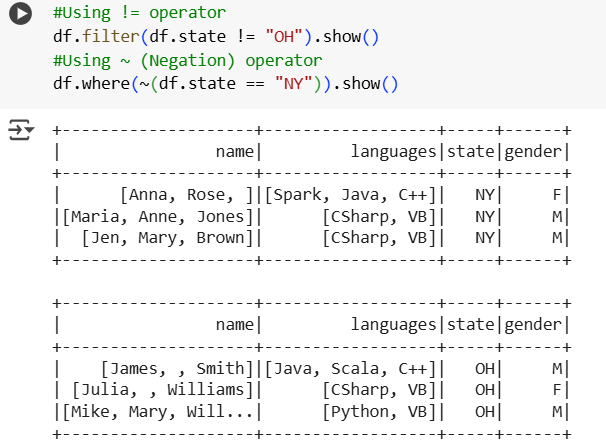 #Using != operator
df.filter(df.state != "OH").show()
#Using ~ (Negation) operator
df.where(~(df.state == "NY")).show()
+--------------------+------------------+-----+------+
|                name|         languages|state|gender|
+--------------------+------------------+-----+------+
|      [Anna, Rose, ]|[Spark, Java, C++]|   NY|     F|
|[Maria, Anne, Jones]|      [CSharp, VB]|   NY|     M|
|  [Jen, Mary, Brown]|      [CSharp, VB]|   NY|     M|
+--------------------+------------------+-----+------+
+--------------------+------------------+-----+------+
|                name|         languages|state|gender|
+--------------------+------------------+-----+------+
|    [James, , Smith]|[Java, Scala, C++]|   OH|     M|
| [Julia, , Williams]|      [CSharp, VB]|   OH|     F|
|[Mike, Mary, Will...|      [Python, VB]|   OH|     M|
+--------------------+------------------+-----+------+